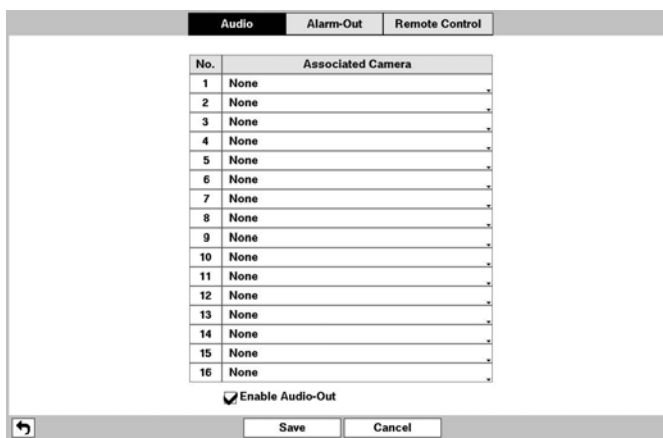 Audio Alarm-Out Remote Control
No. Associated Camera
1 None
2 None
3 None
4 None
5 None
6 None
7 None
8 None
9 None
10 None
11 None
12 None
13 None
14 None
15 None
16 None
Enable Audio-Out
Save Cancel